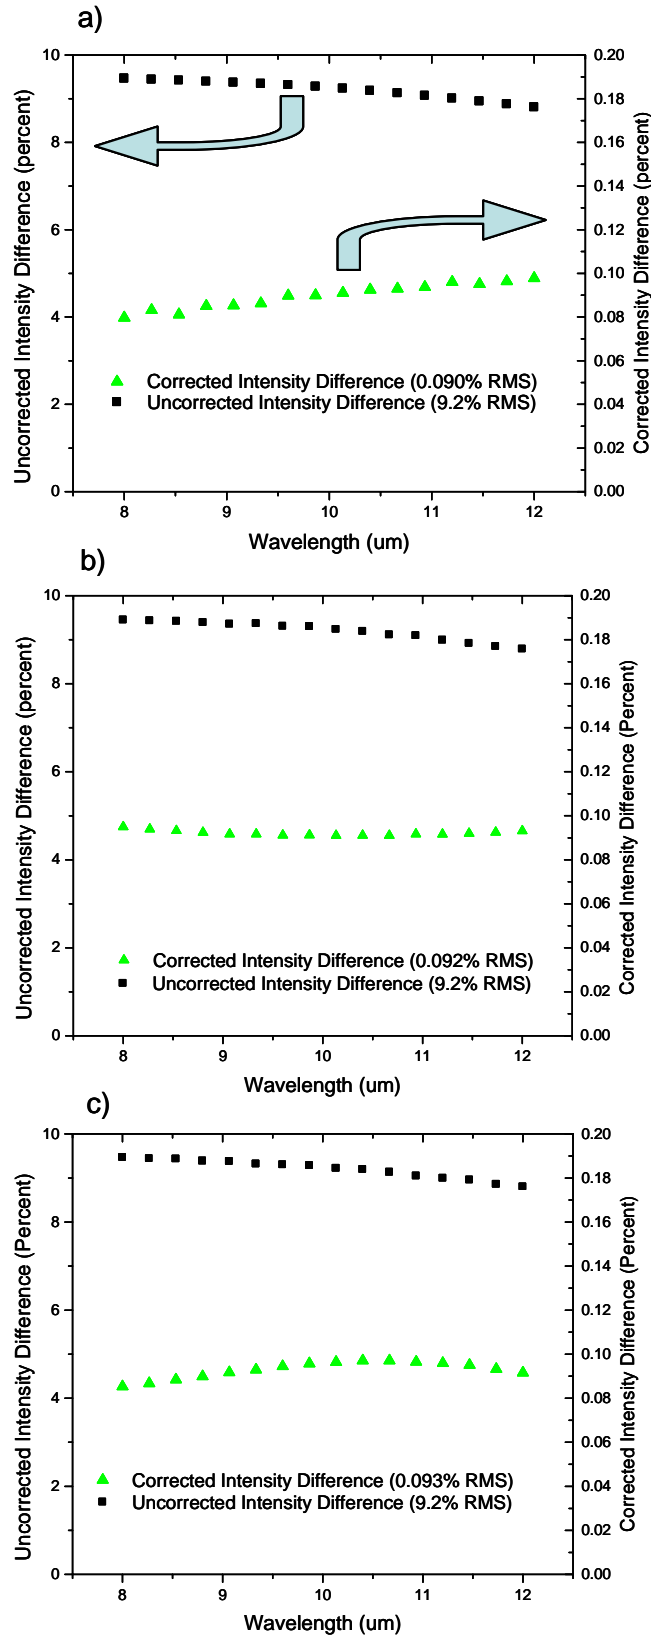 a)
10
8
6
4
2
0
Uncorrected Intensity Difference (percent)
0.20
0.18
0.16
0.14
0.12
0.10
0.08
0.06
0.04
0.02
0.00
Corrected Intensity Difference (percent)
Corrected Intensity Difference (0.090% RMS)
Uncorrected Intensity Difference (9.2% RMS)
8 9 10 11 12
Wavelength (um)
b)
10
8
6
4
2
0
Uncorrected Intensity Difference (percent)
0.20
0.18
0.16
0.14
0.12
0.10
0.08
0.06
0.04
0.02
0.00
Corrected Intensity Difference (Percent)
Corrected Intensity Difference (0.092% RMS)
Uncorrected Intensity Difference (9.2% RMS)
8 9 10 11 12
Wavelength (um)
c)
10
8
6
4
2
0
Uncorrected Intensity Difference (Percent)
0.20
0.18
0.16
0.14
0.12
0.10
0.08
0.06
0.04
0.02
0.00
Corrected Intensity Difference (Percent)
Corrected Intensity Difference (0.093% RMS)
Uncorrected Intensity Difference (9.2% RMS)
8 9 10 11 12
Wavelength (um)